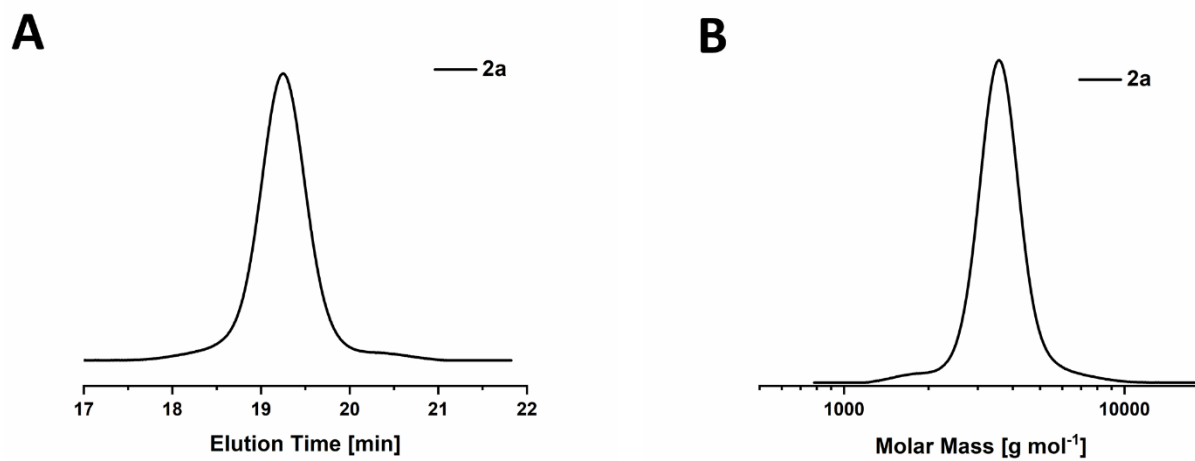 A
2a
17 18 19 20 21 22
Elution Time [min]
B
2a
1000 10000
Molar Mass [g mol⁻¹]